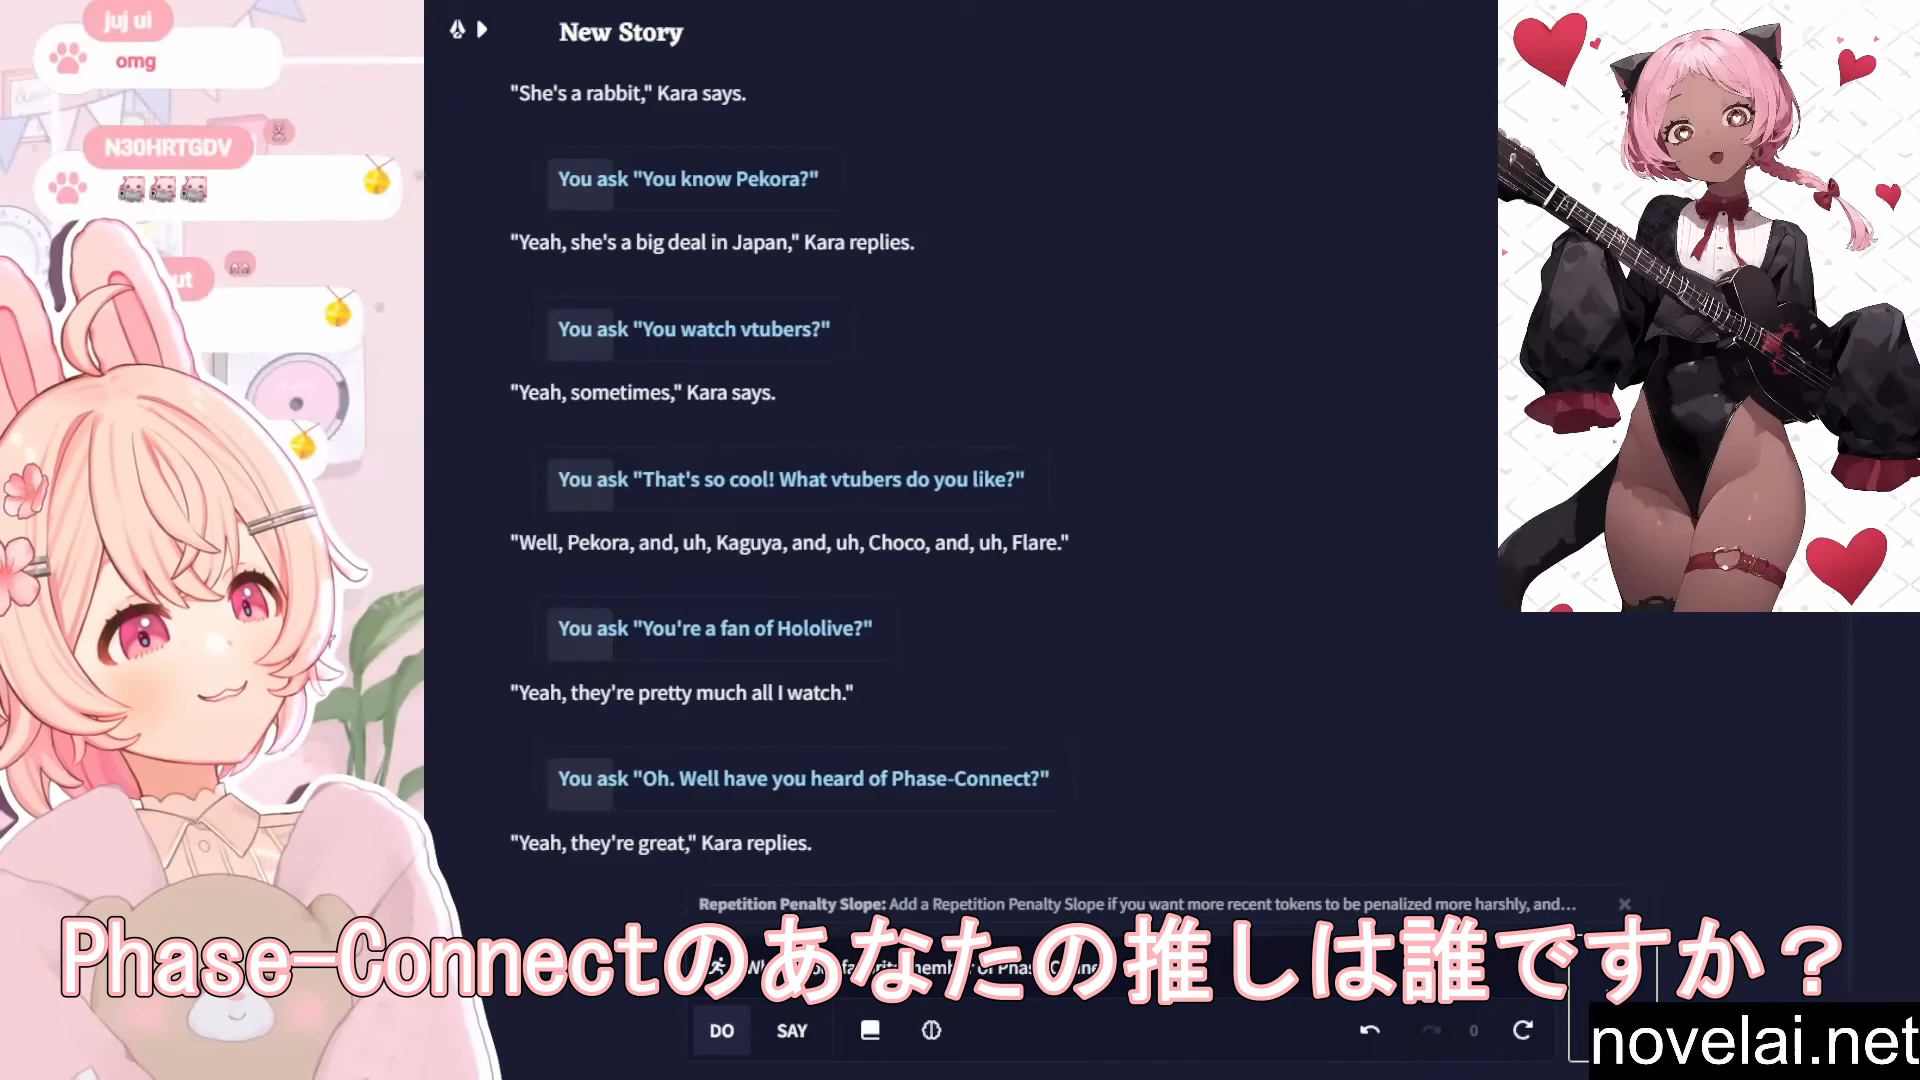 juj ui
omg
N30HRTGDV
ut
New Story
"She's a rabbit," Kara says.
You ask "You know Pekora?"
"Yeah, she's a big deal in Japan," Kara replies.
You ask "You watch vtubers?"
"Yeah, sometimes," Kara says.
You ask "That's so cool! What vtubers do you like?"
"Well, Pekora, and, uh, Kaguya, and, uh, Choco, and, uh, Flare."
You ask "You're a fan of Hololive?"
"Yeah, they're pretty much all I watch."
You ask "Oh. Well have you heard of Phase-Connect?"
"Yeah, they're great," Kara replies.
Repetition Penalty Slope: Add a Repetition Penalty Slope if you want more recent tokens to be penalized more harshly, and...
Phase-Connectのあなたの推しは誰ですか？
DO SAY 0
novelai.net